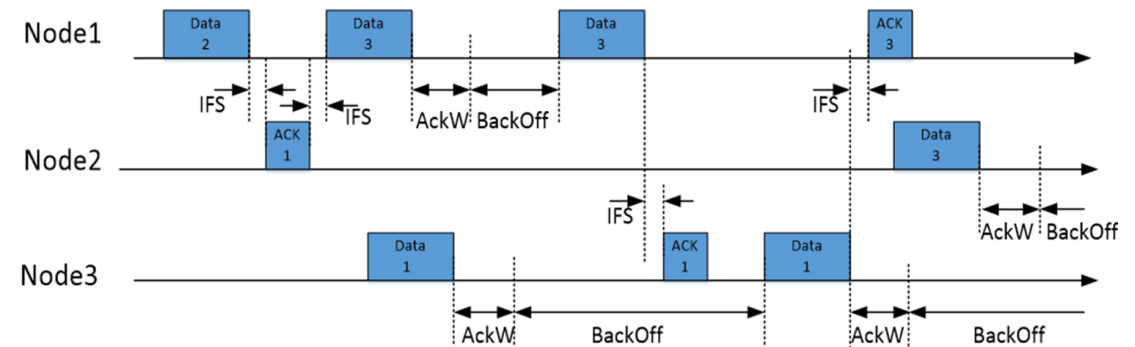 Node1
Data
2
Data
3
Data
3
ACK
3
IFS
IFS
AckW
BackOff
IFS
Node2
ACK
1
Data
3
IFS
AckW
BackOff
Node3
Data
1
ACK
1
Data
1
AckW
BackOff
AckW
BackOff